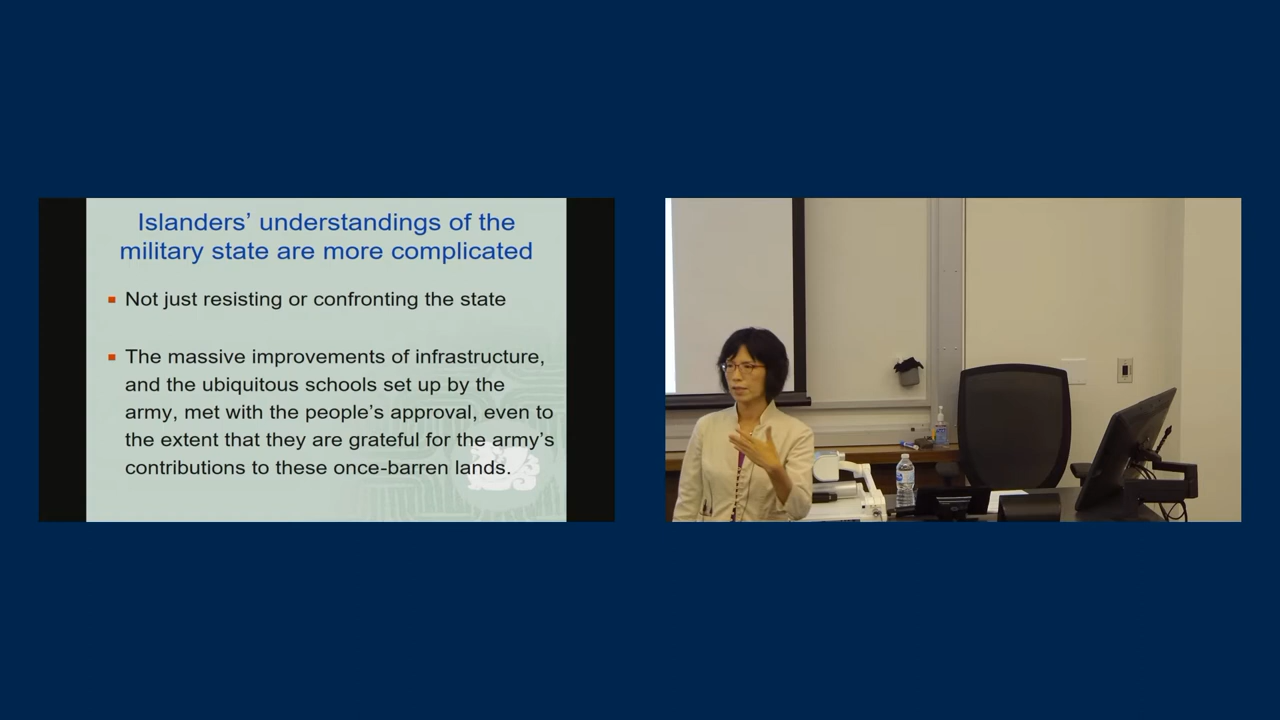 Islanders’ understandings of the
military state are more complicated
Not just resisting or confronting the state
The massive improvements of infrastructure,
and the ubiquitous schools set up by the
army, met with the people’s approval, even to
the extent that they are grateful for the army’s
contributions to these once-barren lands.